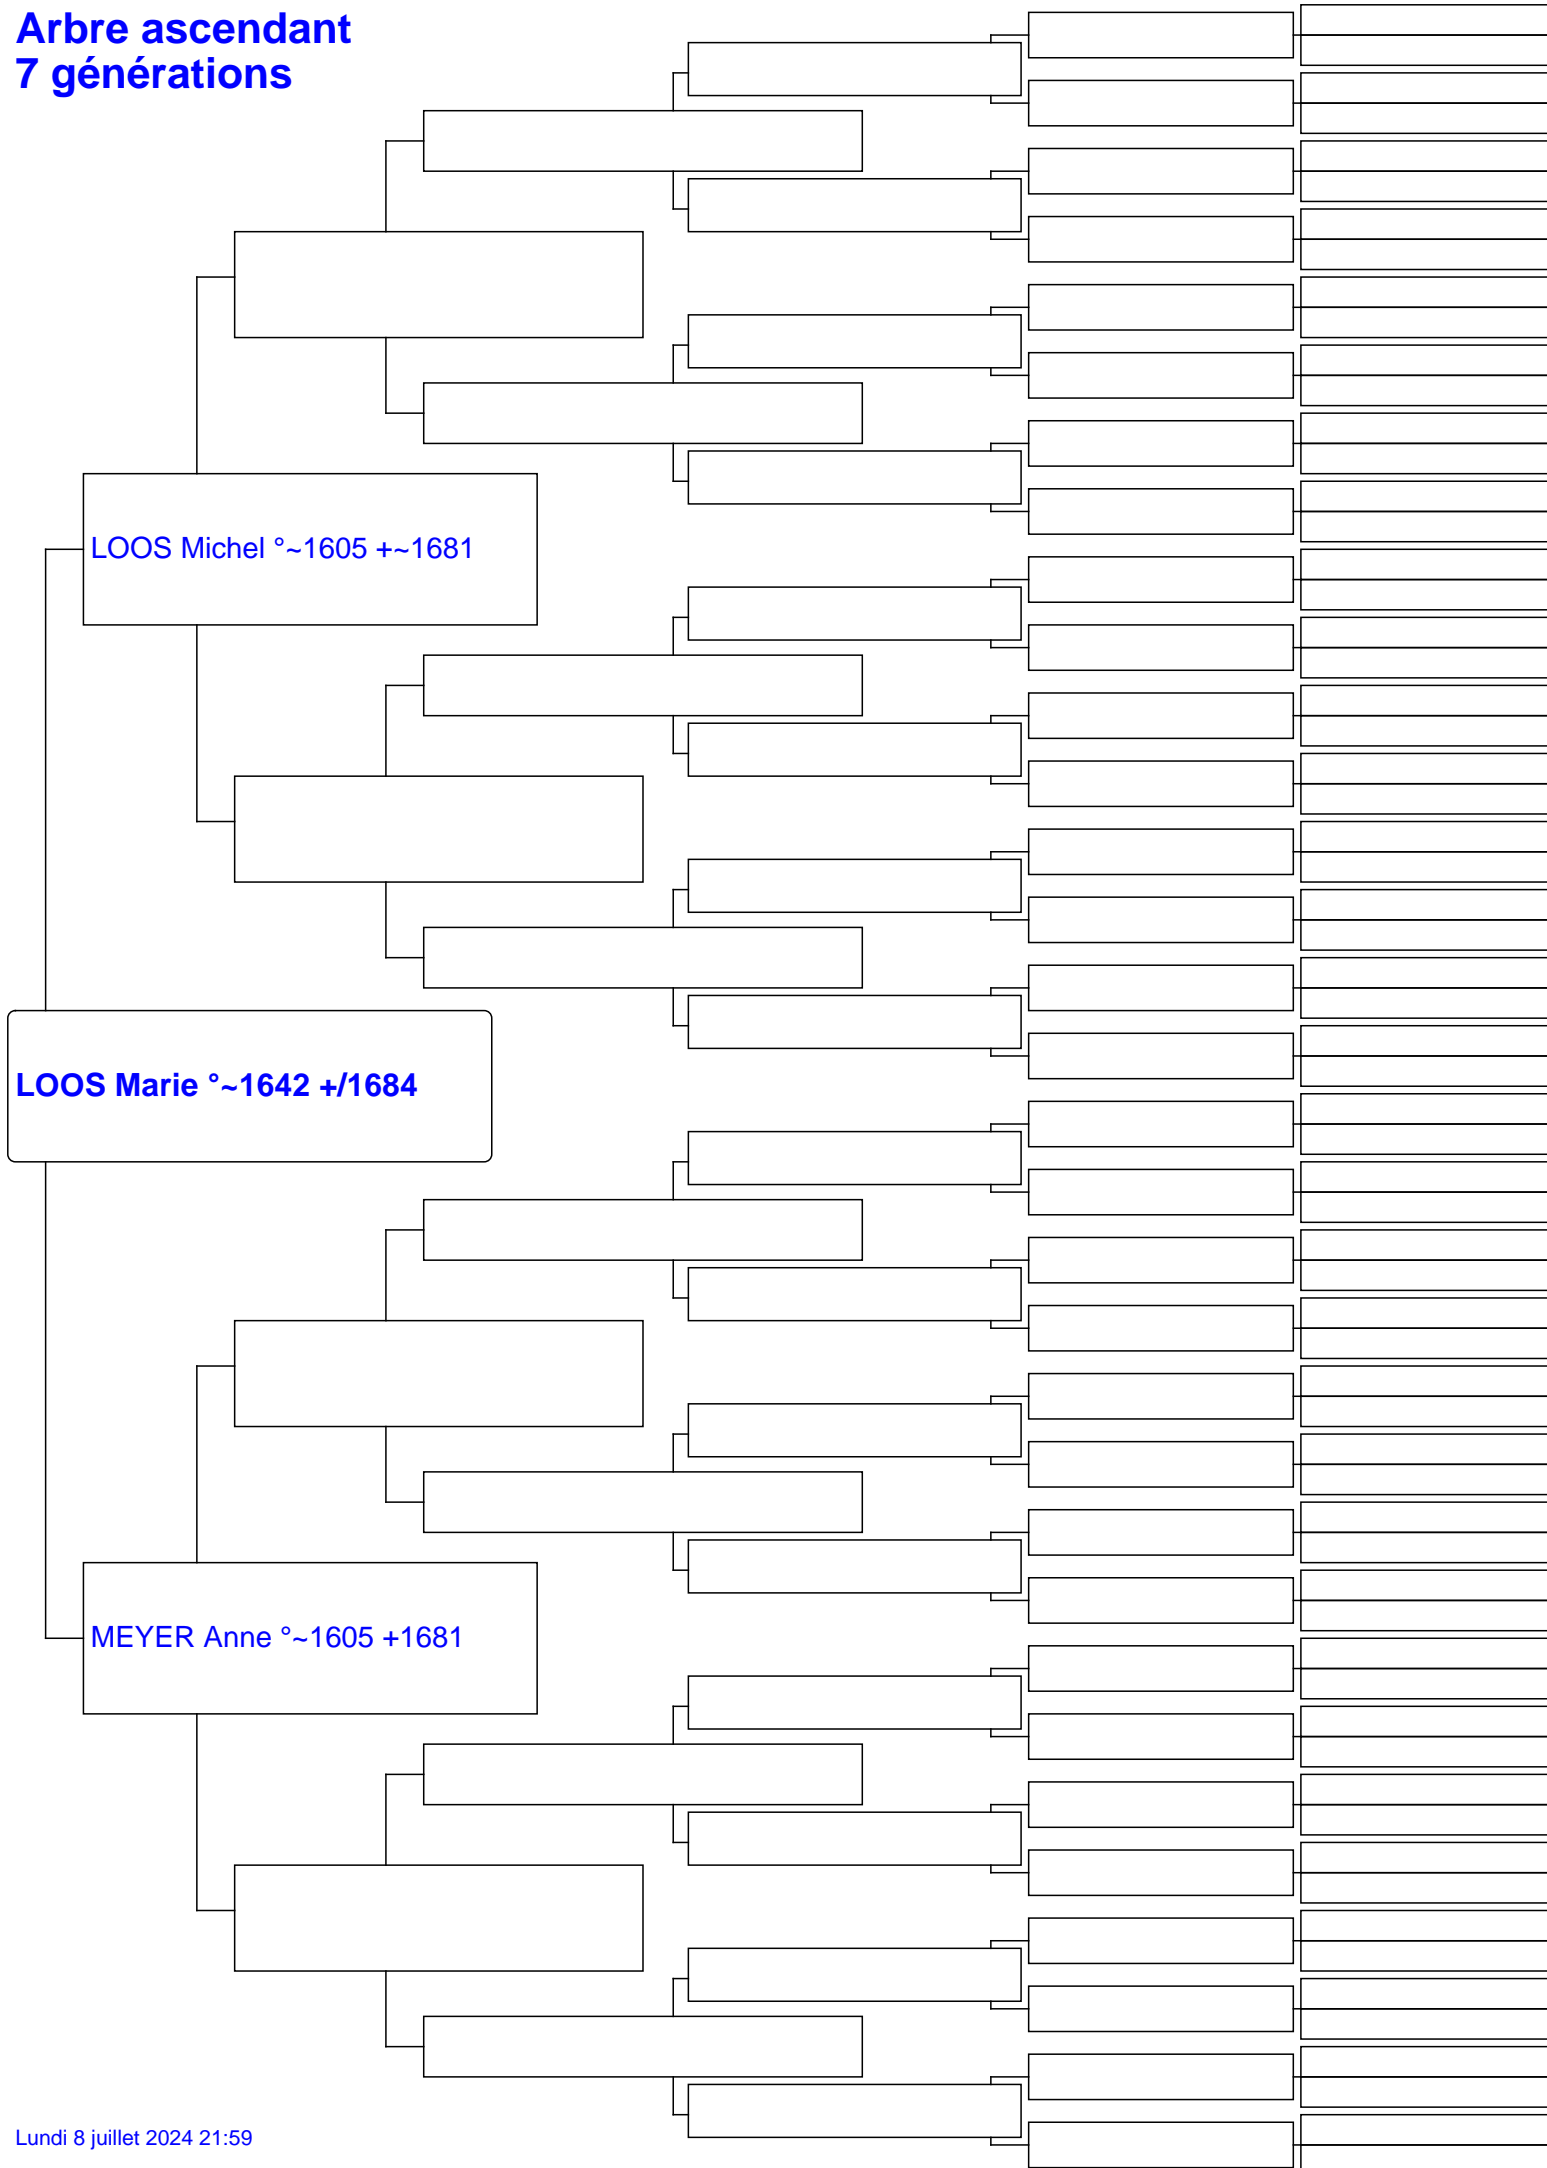 Arbre ascendant
7 générations
LOOS Michel °~1605 +~1681
LOOS Marie °~1642 +/1684
MEYER Anne °~1605 +1681
Lundi 8 juillet 2024 21:59